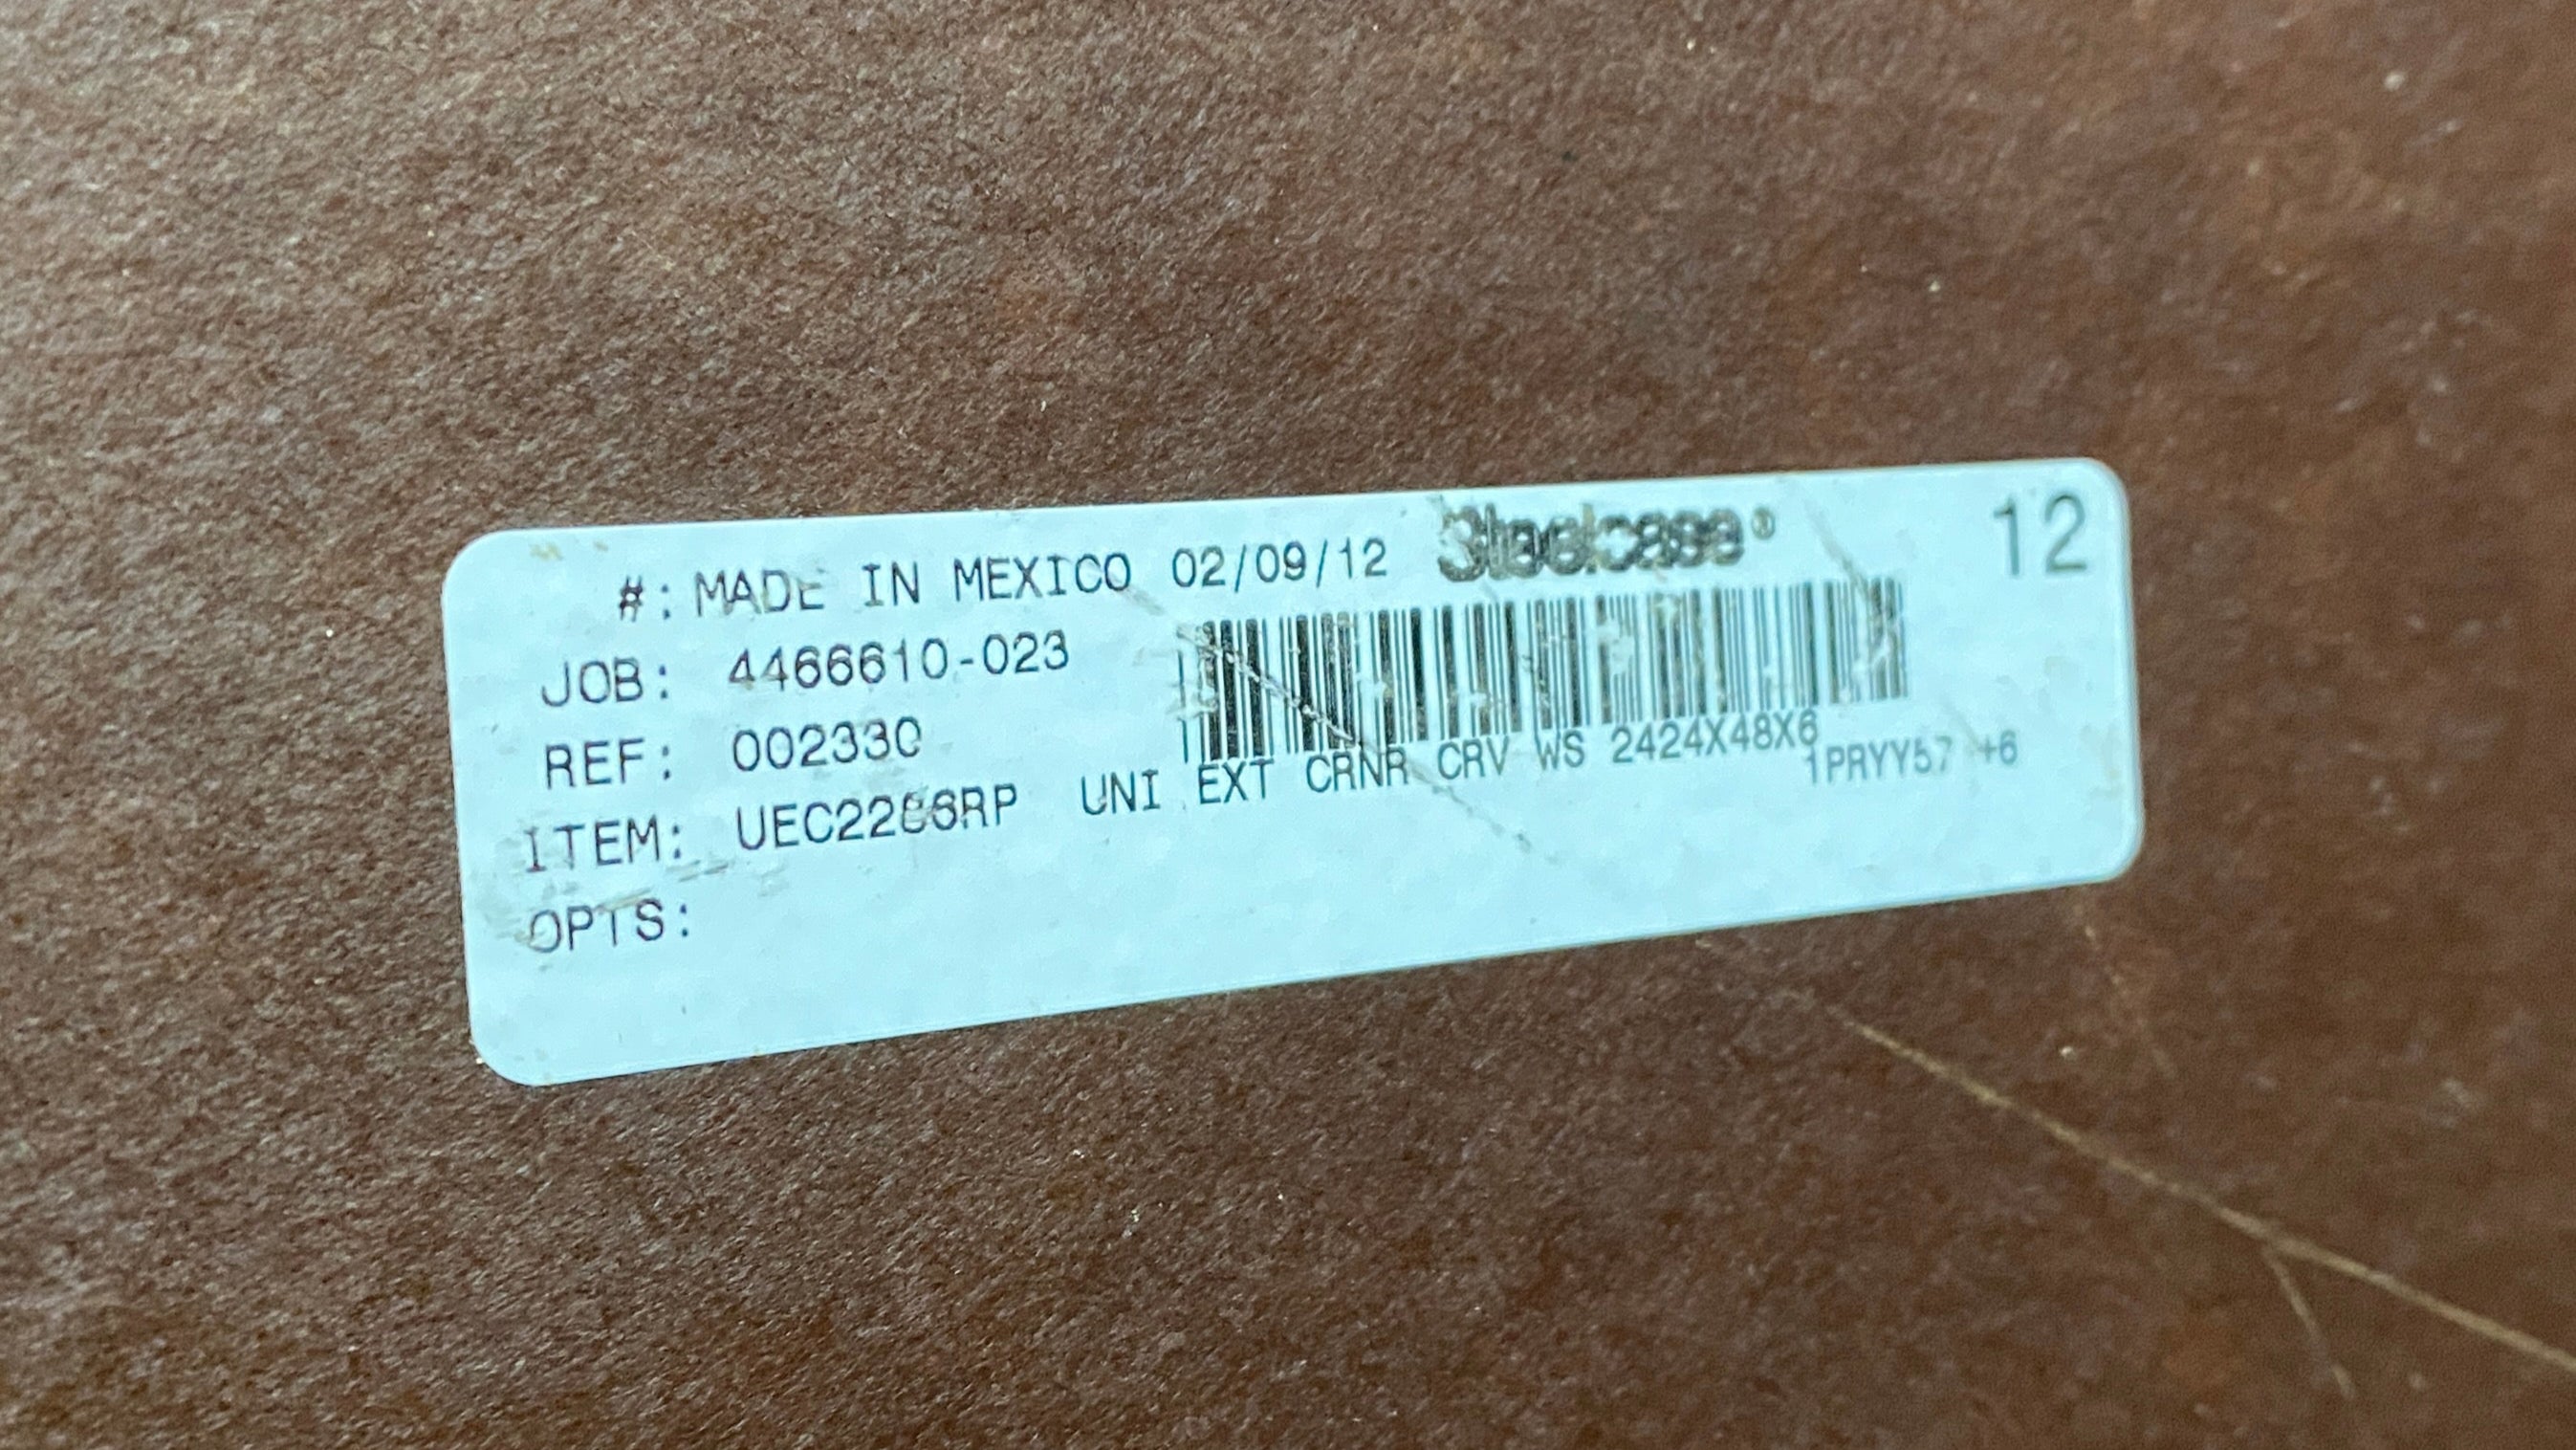 #: MADE IN MEXICO 02/09/12 Steelcase® 12
JOB: 4466610-023
REF: 002330
ITEM: UEC2286RP UNI EXT CRNR CRV WS 2424X48X6
1PRYY57 +6
OPTS: